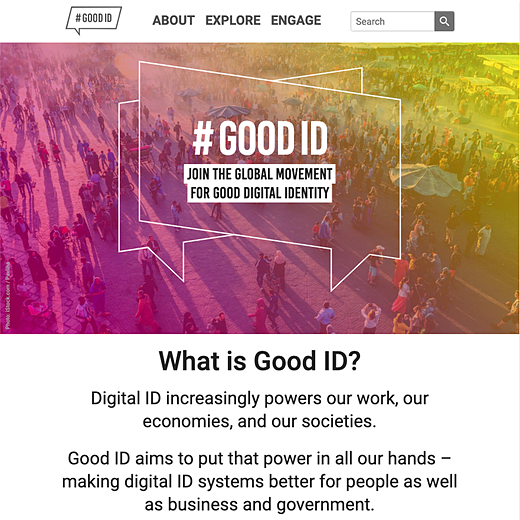 #GOOD ID
ABOUT EXPLORE ENGAGE
Search
# GOOD ID
JOIN THE GLOBAL MOVEMENT
FOR GOOD DIGITAL IDENTITY
Photo: iStock.com /
What is Good ID?
Digital ID increasingly powers our work, our
economies, and our societies.
Good ID aims to put that power in all our hands –
making digital ID systems better for people as well
as business and government.